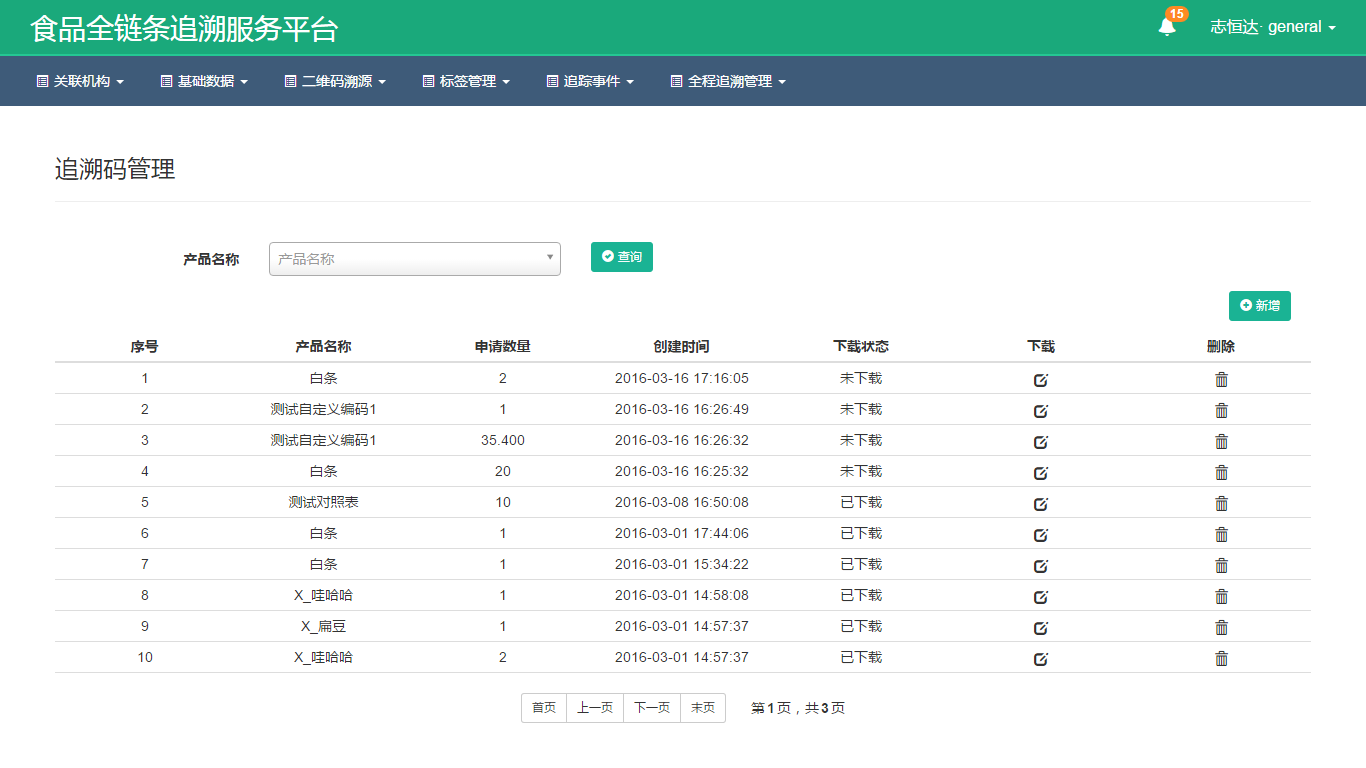 食品全链条追溯服务平台
15
志恒达· general
关联机构 基础数据 二维码溯源 标签管理 追踪事件 全程追溯管理
追溯码管理
产品名称 产品名称 查询
新增
序号 产品名称 申请数量 创建时间 下载状态 下载 删除
1 白条 2 2016-03-16 17:16:05 未下载
2 测试自定义编码1 1 2016-03-16 16:26:49 未下载
3 测试自定义编码1 35.400 2016-03-16 16:26:32 未下载
4 白条 20 2016-03-16 16:25:32 未下载
5 测试对照表 10 2016-03-08 16:50:08 已下载
6 白条 1 2016-03-01 17:44:06 已下载
7 白条 1 2016-03-01 15:34:22 已下载
8 X_哇哈哈 1 2016-03-01 14:58:08 已下载
9 X_扁豆 1 2016-03-01 14:57:37 已下载
10 X_哇哈哈 2 2016-03-01 14:57:37 已下载
首页 上一页 下一页 末页 第1页，共3页